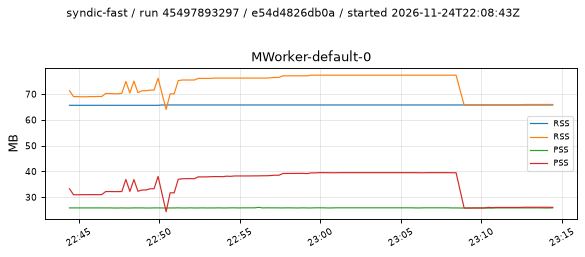 syndic-fast / run 45497893297 / e54d4826db0a / started 2026-11-24T22:08:43Z
MWorker-default-0
MB
70
60
50
40
30
RSS
RSS
PSS
PSS
22:45
22:50
22:55
23:00
23:05
23:10
23:15